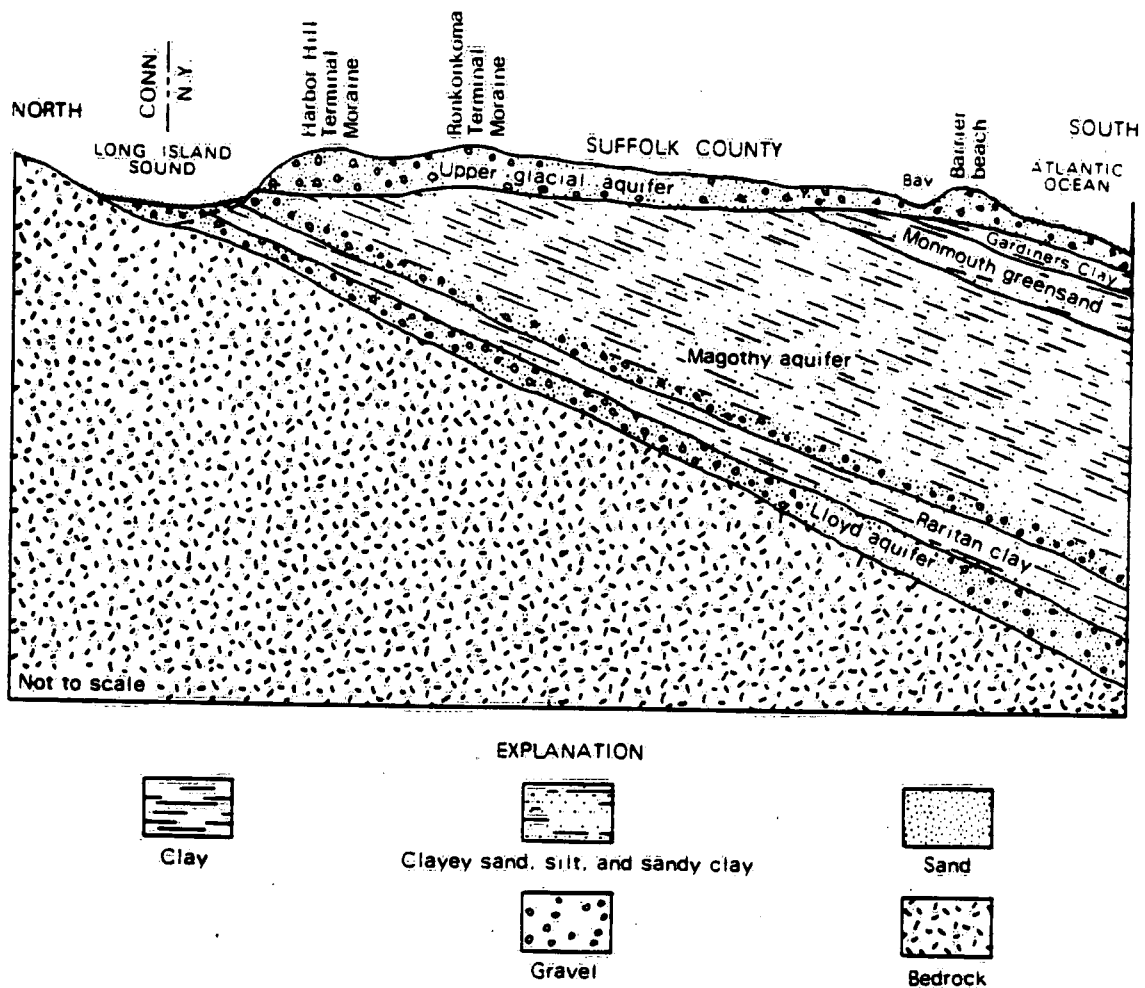 NORTH
CONN.
N.Y.
LONG ISLAND
SOUND
Harbor Hill
Terminal
Moraine
Ronkonkoma
Terminal
Moraine
SUFFOLK COUNTY
Bay
Barrier
beach
SOUTH
ATLANTIC
OCEAN
Upper glacial aquifer
Gardiners Clay
Monmouth greensand
Magothy aquifer
Raritan clay
Lloyd aquifer
Not to scale
EXPLANATION
Clay
Clayey sand, silt, and sandy clay
Sand
Gravel
Bedrock